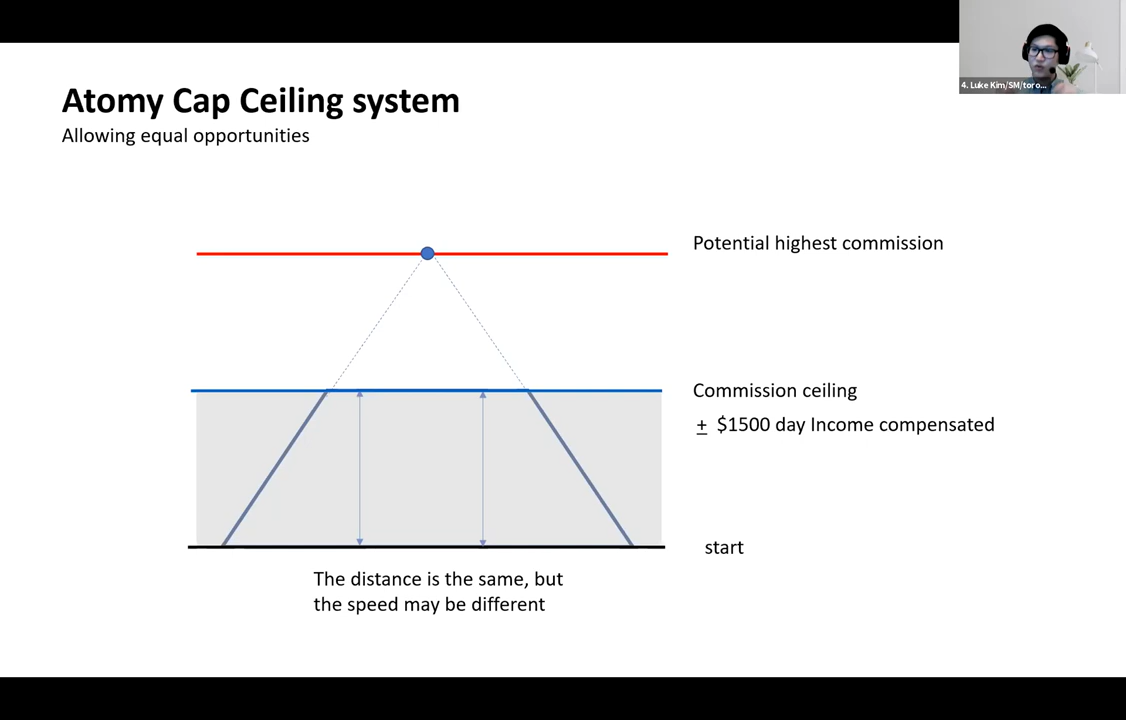 4. Luke Kim/SM/toro...
Atomy Cap Ceiling system
Allowing equal opportunities
Potential highest commission
Commission ceiling
± $1500 day Income compensated
start
The distance is the same, but
the speed may be different